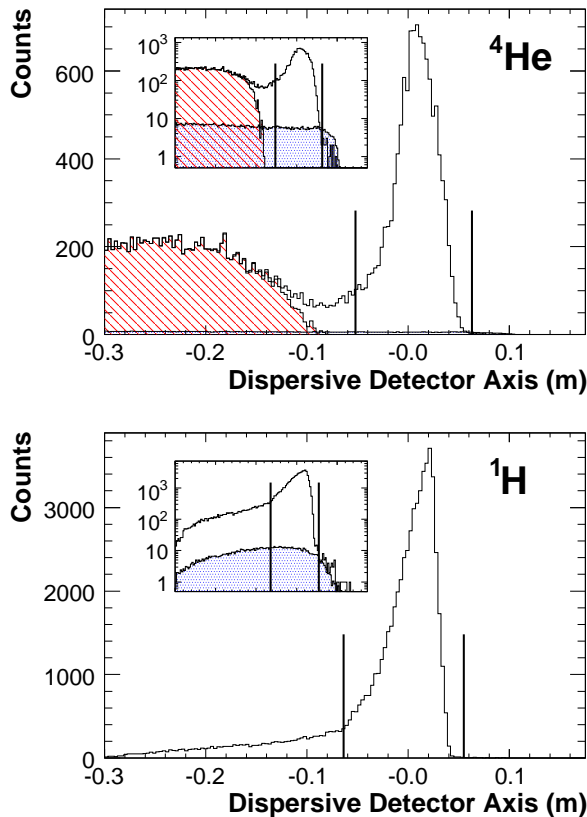 Counts
⁴He
600
400
200
0
10³
10²
10
1
-0.3 -0.2 -0.1 -0.0 0.1
Dispersive Detector Axis (m)
Counts
¹H
3000
2000
1000
0
10³
10²
10
1
-0.3 -0.2 -0.1 -0.0 0.1
Dispersive Detector Axis (m)